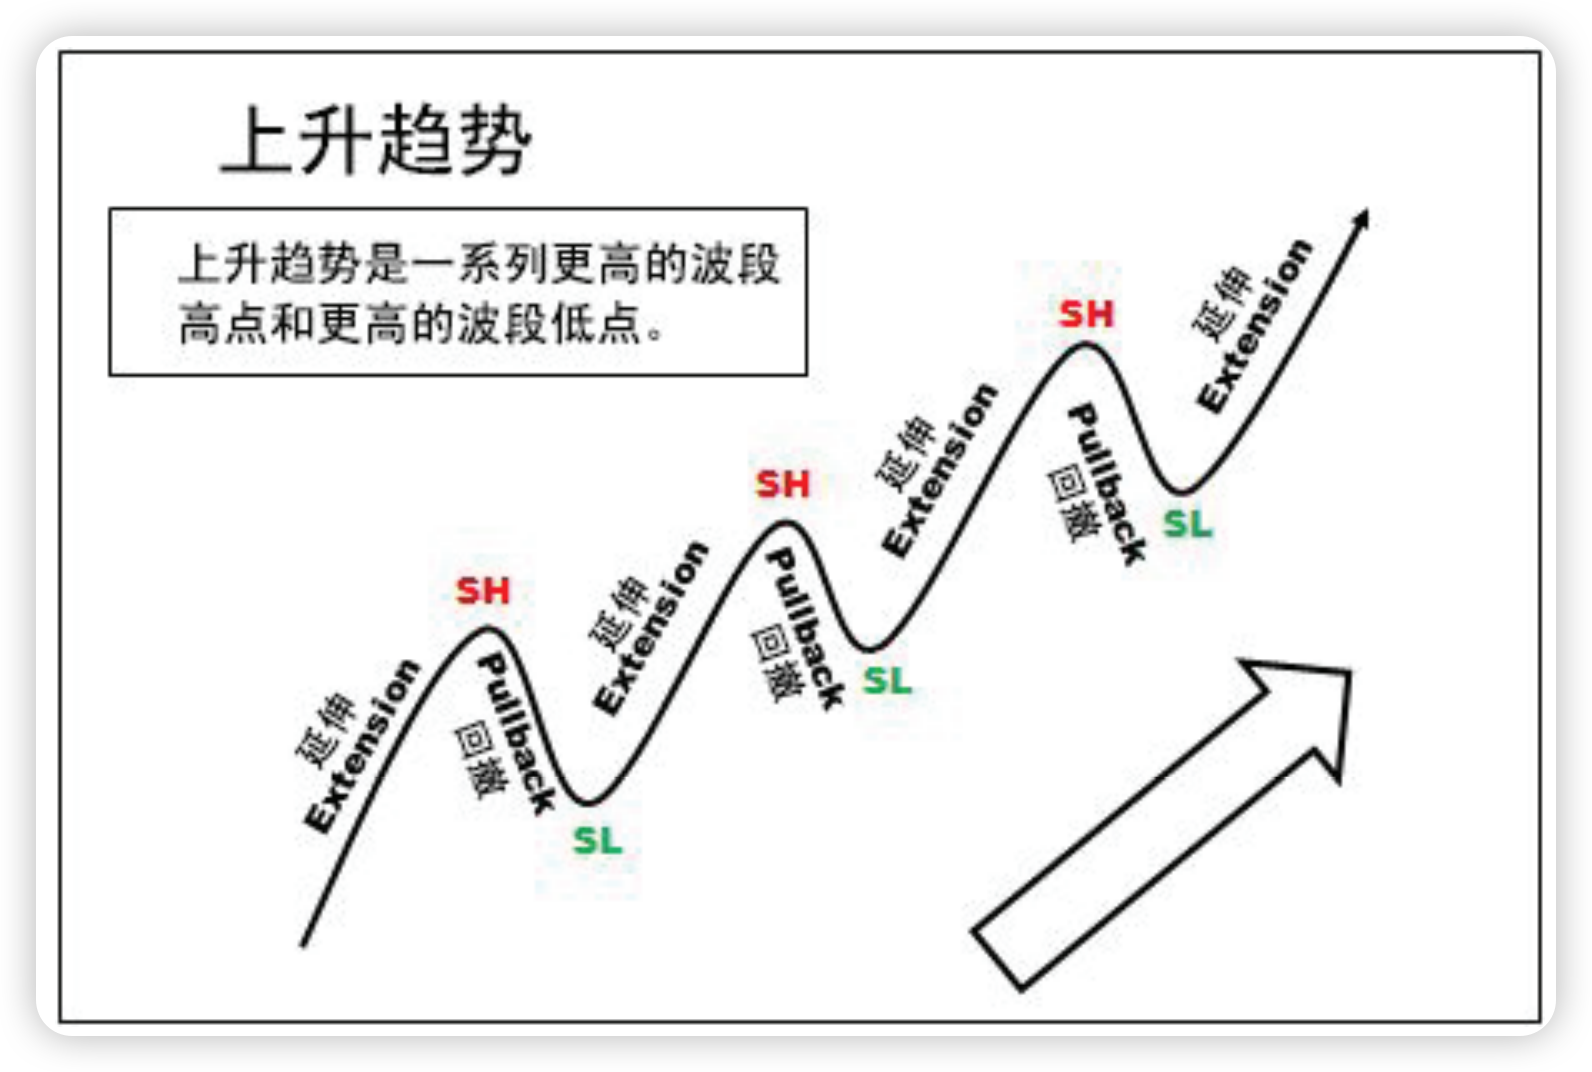 上升趋势
上升趋势是一系列更高的波段
高点和更高的波段低点。
延伸
Extension
SH
Pullback
回撤
SL
延伸
Extension
SH
Pullback
回撤
SL
延伸
Extension
SH
Pullback
回撤
SL
延伸
Extension